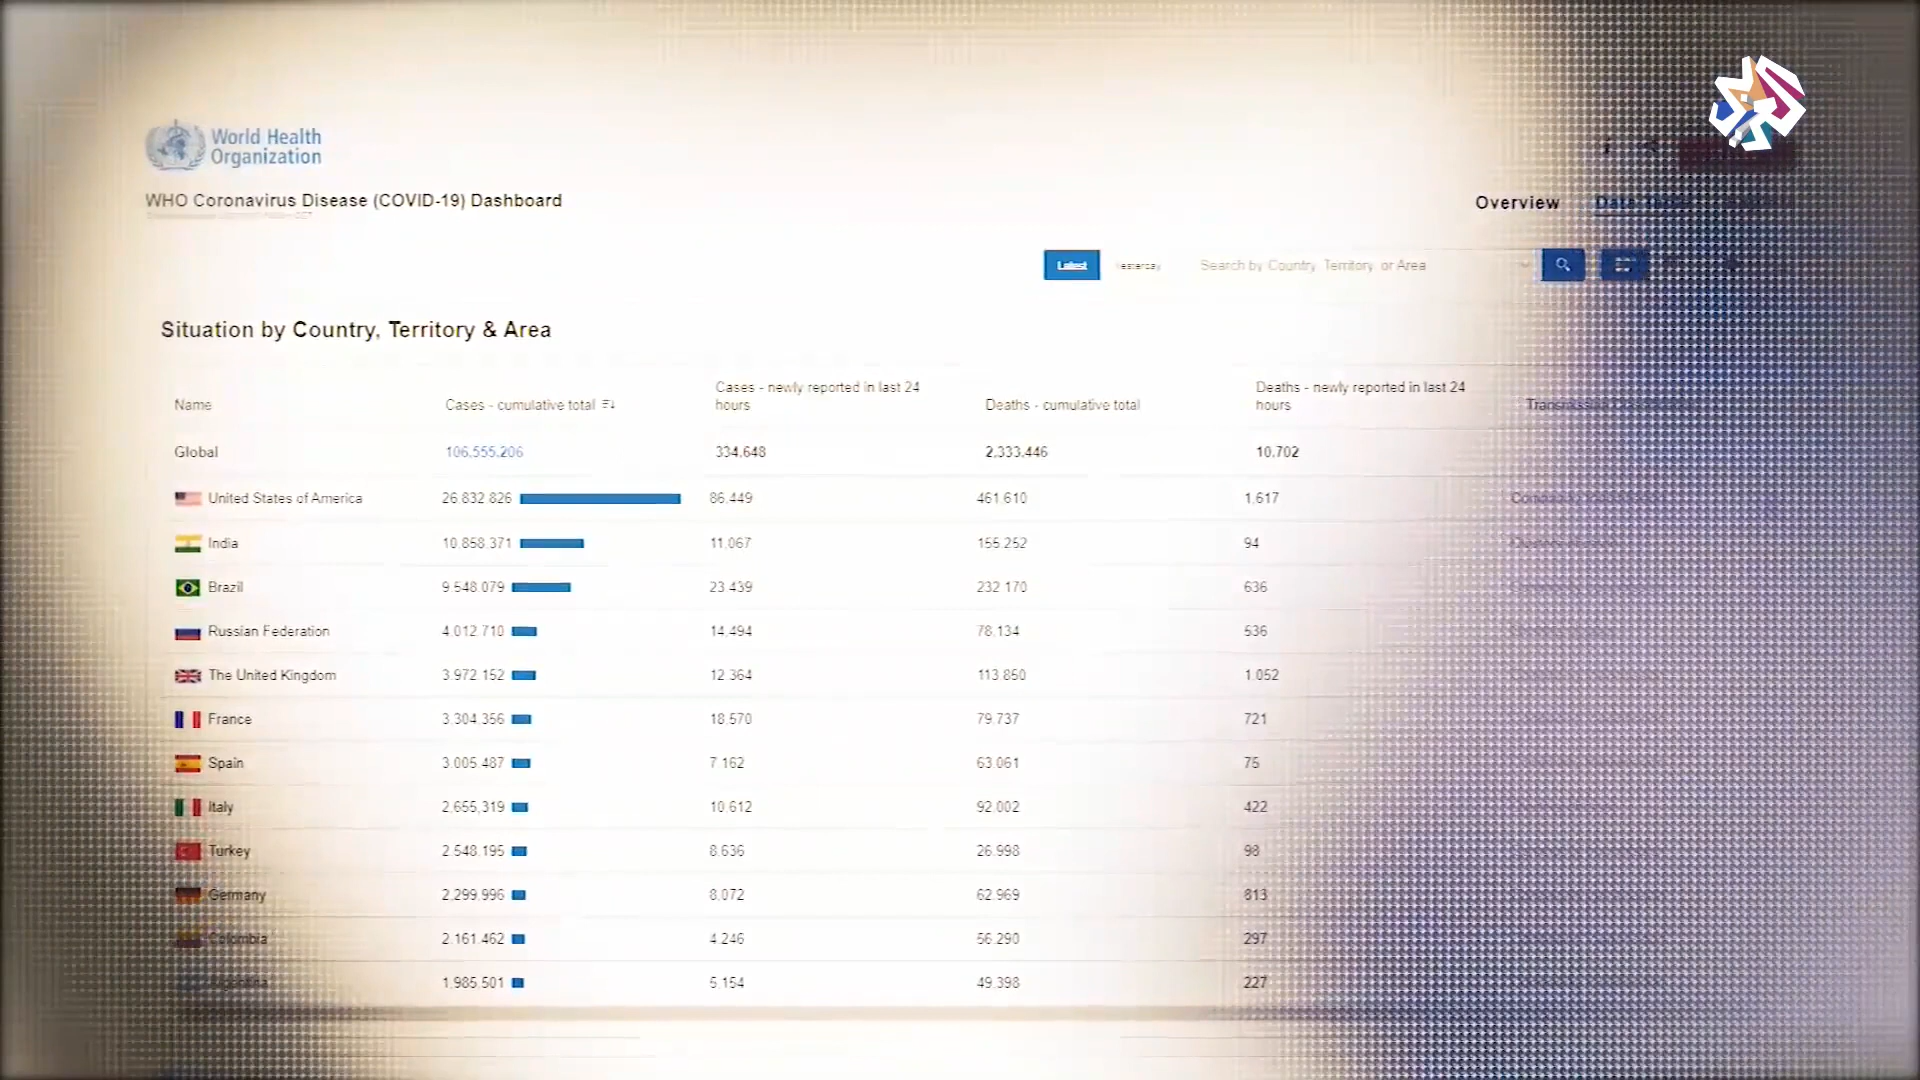 World Health
Organization
WHO Coronavirus Disease (COVID-19) Dashboard
Overview
Latest Yesterday Search by Country, Territory, or Area
Situation by Country, Territory & Area
Name Cases - cumulative total Cases - newly reported in last 24 hours Deaths - cumulative total Deaths - newly reported in last 24 hours
Global 106.555.206 334.648 2.333.446 10.702
United States of America 26.832.826 86.449 461.610 1.617
India 10.858.371 11.067 155.252 94
Brazil 9.548.079 23.439 232.170 636
Russian Federation 4.012.710 14.494 78.134 536
The United Kingdom 3.972.152 12.364 113.850 1.052
France 3.304.356 18.570 79.737 721
Spain 3.005.487 7.162 63.061 75
Italy 2.655.319 10.612 92.002 422
Turkey 2.548.195 8.636 26.998 98
Germany 2.299.996 8.072 62.969 813
Colombia 2.161.462 4.246 56.290 297
Argentina 1.985.501 5.154 49.398 227